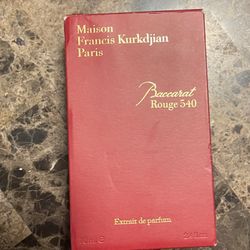 Maison
Francis Kurkdjian
Paris
Baccarat
Rouge 540
Extrait de parfum